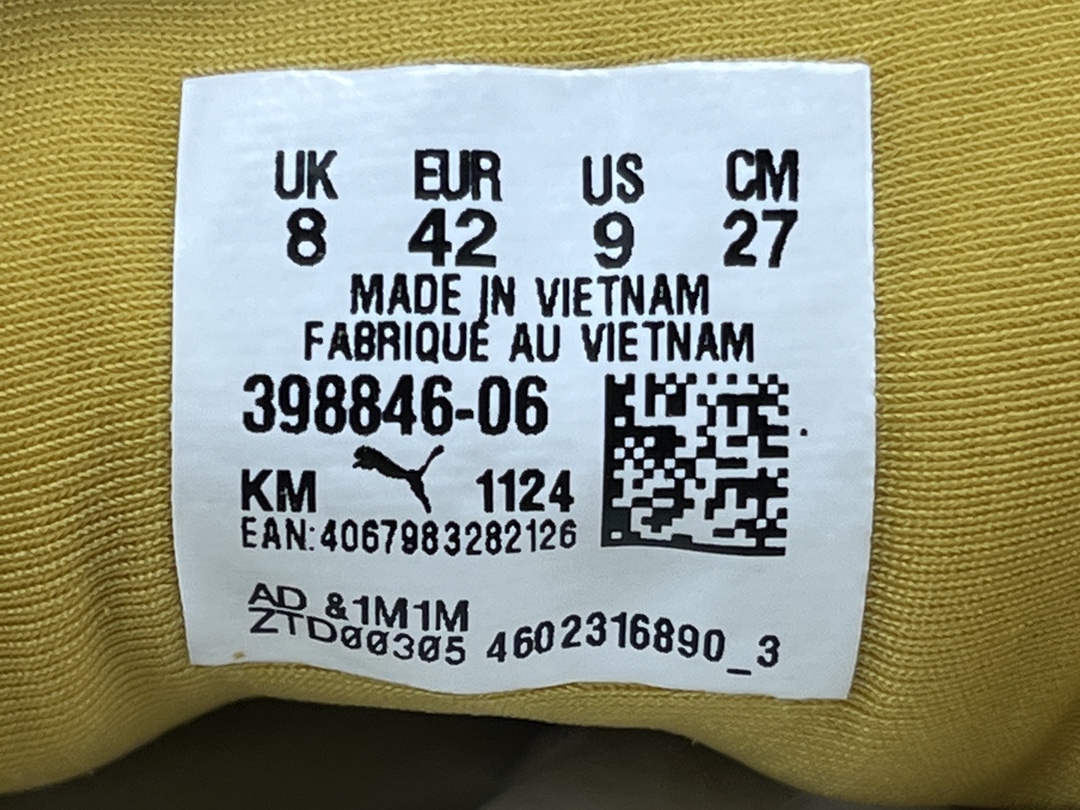 UK EUR US CM
8 42 9 27
MADE IN VIETNAM
FABRIQUÉ AU VIETNAM
398846-06
KM 1124
EAN:4067983282126
AD &1M1M
ZTD00305 4602316890_3